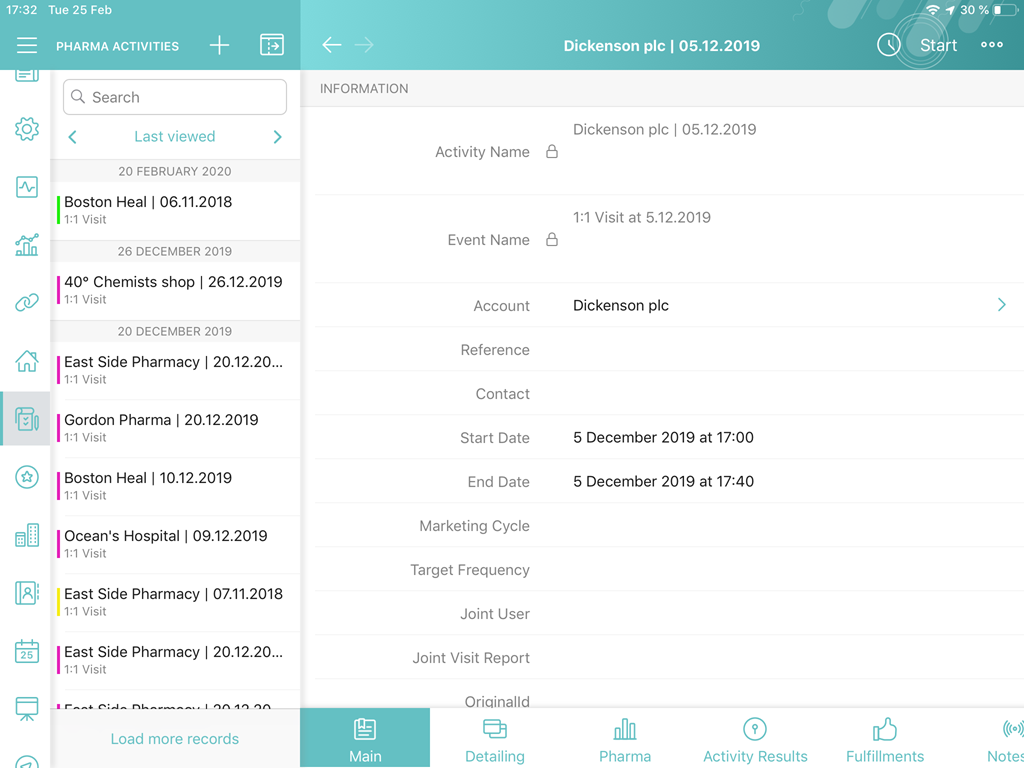 17:32 Tue 25 Feb
30 %
PHARMA ACTIVITIES
Dickenson plc | 05.12.2019
Start
Search
Last viewed
20 FEBRUARY 2020
Boston Heal | 06.11.2018
1:1 Visit
26 DECEMBER 2019
40° Chemists shop | 26.12.2019
1:1 Visit
20 DECEMBER 2019
East Side Pharmacy | 20.12.20...
1:1 Visit
Gordon Pharma | 20.12.2019
1:1 Visit
Boston Heal | 10.12.2019
1:1 Visit
Ocean's Hospital | 09.12.2019
1:1 Visit
East Side Pharmacy | 07.11.2018
1:1 Visit
East Side Pharmacy | 20.12.20...
1:1 Visit
East Side Pharmacy | 20.12.20...
Load more records
25
INFORMATION
Activity Name
Dickenson plc | 05.12.2019
Event Name
1:1 Visit at 5.12.2019
Account Dickenson plc
Reference
Contact
Start Date 5 December 2019 at 17:00
End Date 5 December 2019 at 17:40
Marketing Cycle
Target Frequency
Joint User
Joint Visit Report
OriginalId
Main Detailing Pharma Activity Results Fulfillments Notes